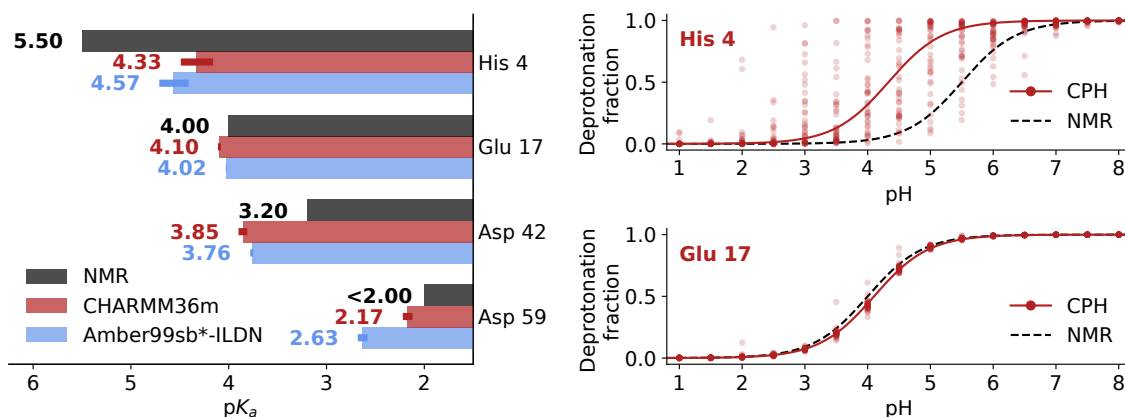 5.50
4.33
4.57
His 4
4.00
4.10
4.02
Glu 17
3.20
3.85
3.76
Asp 42
<2.00
2.17
2.63
Asp 59
NMR
CHARMM36m
Amber99sb*-ILDN
6 5 4 3 2
pKa
Deprotonation
fraction
1.0
0.5
0.0
His 4
CPH
NMR
1 2 3 4 5 6 7 8
pH
Deprotonation
fraction
1.0
0.5
0.0
Glu 17
CPH
NMR
1 2 3 4 5 6 7 8
pH